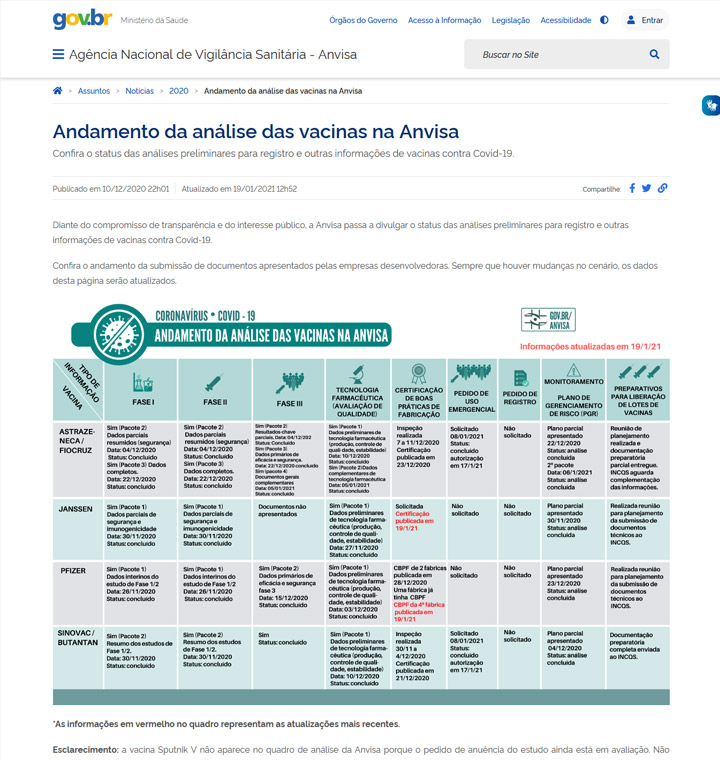 gov.br Ministério da Saúde Órgãos do Governo Acesso à Informação Legislação Acessibilidade Entrar
Agência Nacional de Vigilância Sanitária - Anvisa Buscar no Site
> Assuntos > Notícias > 2020 > Andamento da análise das vacinas na Anvisa
Andamento da análise das vacinas na Anvisa
Confira o status das análises preliminares para registro e outras informações de vacinas contra Covid-19.
Publicado em 10/12/2020 22h01 Atualizado em 19/01/2021 12h52 Compartilhe:
Diante do compromisso de transparência e do interesse público, a Anvisa passa a divulgar o status das análises preliminares para registro e outras
informações de vacinas contra Covid-19.
Confira o andamento da submissão de documentos apresentados pelas empresas desenvolvedoras. Sempre que houver mudanças no cenário, os dados
desta página serão atualizados.
CORONAVÍRUS • COVID - 19
ANDAMENTO DA ANÁLISE DAS VACINAS NA ANVISA
GOV.BR/
ANVISA
Informações atualizadas em 19/1/21
TIPO DE
INFORMAÇÃO
VACINA
FASE I
FASE II
FASE III
TECNOLOGIA
FARMACÊUTICA
(AVALIAÇÃO DE
QUALIDADE)
CERTIFICAÇÃO
DE BOAS
PRÁTICAS DE
FABRICAÇÃO
PEDIDO DE
USO
EMERGENCIAL
PEDIDO DE
REGISTRO
MONITORAMENTO
PLANO DE
GERENCIAMENTO
DE RISCO (PGR)
PREPARATIVOS
PARA LIBERAÇÃO
DE LOTES DE
VACINAS
ASTRAZE-
NECA /
FIOCRUZ
Sim (Pacote 2)
Dados parciais
resumidos (segurança)
Data: 04/12/2020
Status: Concluído
Sim (Pacote 3) Dados
completos.
Data: 22/12/2020
Status: concluído
Sim (Pacote 2)
Dados parciais
resumidos (segurança)
Data: 04/12/2020
Status: Concluído
Sim (Pacote 3)
Dados completos.
Data: 22/12/2020
Status: concluído
Sim (Pacote 2)
Resultados chave
parciais. Data: 04/12/202
Status: Concluído
Sim (Pacote 3)
Dados primários de
eficácia e segurança.
Data: 22/12/2020 concluído
Sim (pacote 4)
Documentos gerais
complementares
Data: 05/01/2021
Status: concluído
Sim (Pacote 1)
Dados preliminares de
tecnologia farmacêutica
(produção, controle de
quali-dade, estabilidade)
Data: 10/12/2020
Status: concluído
Sim (Pacote 2)Dados
complementares de tecnologia
farmacêutica
Data: 05/01/2021
Status: concluído
Inspeção
realizada
7 a 11/12/2020
Certificação
publicada em
23/12/2020
Solicitado
08/01/2021
Status:
concluído
autorização
em 17/1/21
Não
solicitado
Plano parcial
apresentado
22/12/2020
Status: análise
concluída
2º pacote
Data: 06/1/2021
Status: análise
concluída
Reunião de
planejamento
realizada e
documentação
preparatória
parcial entregue.
INCQS aguarda
complementação
das informações.
JANSSEN
Sim (Pacote 1)
Dados parciais de
segurança e
imunogenicidade
Data: 30/11/2020
Status: concluído
Sim (Pacote 1)
Dados parciais de
segurança e
imunogenicidade
Data: 30/11/2020
Status: concluído
Documentos não
apresentados
Sim (Pacote 1)
Dados preliminares
de tecnologia farma-
cêutica (produção,
controle de quali-
dade, estabilidade)
Data: 27/11/2020
Status: concluído
Solicitada
Certificação
publicada em
19/1/21
Não
solicitado
Não
solicitado
Plano parcial
apresentado
30/11/2020
Status: análise
concluída
Realizada reunião
para planejamento
da submissão de
documentos
técnicos ao
INCQS.
PFIZER
Sim (Pacote 1)
Dados interinos do
estudo de Fase 1/2
Data: 26/11/2020
Status: concluído
Sim (Pacote 1)
Dados interinos do
estudo de Fase 1/2
Data: 26/11/2020
Status: concluído
Sim (Pacote 2)
Dados primários de
eficácia e segurança
fase 3
Data: 15/12/2020
Status: concluído
Sim (Pacote 1)
Dados preliminares
de tecnologia farma-
cêutica (produção,
controle de quali-
dade, estabilidade)
Data: 03/12/2020
Status: concluído
CBPF de 2 fábricas
publicada em
28/12/2020
Uma fábrica já
tinha CBPF
CBPF da 4ª fábrica
publicada em
19/1/21
Não
solicitado
Não
solicitado
Plano parcial
apresentado
23/12/2020
Status: análise
concluída
Realizada reunião
para planejamento
da submissão de
documentos
técnicos ao
INCQS.
SINOVAC /
BUTANTAN
Sim (Pacote 2)
Resumo dos estudos de
Fase 1/2.
Data: 30/11/2020
Status: concluído
Sim (Pacote 2)
Resumo dos estudos
de Fase 1/2.
Data: 30/11/2020
Status: concluído
Sim
Status: concluído
Sim (Pacote 1)
Dados preliminares
de tecnologia farma-
cêutica (produção,
controle de quali-
dade, estabilidade)
Data: 10/12/2020
Status: concluído
Inspeção
realizada
30/11 a
4/12/2020
Certificação
publicada em
21/12/2020
Solicitado
08/01/2021
Status:
concluído
autorização
em 17/1/21
Não
solicitado
Plano parcial
apresentado
04/12/2020
Status: análise
concluída
Documentação
preparatória
completa enviada
ao INCQS.
*As informações em vermelho no quadro representam as atualizações mais recentes.
Esclarecimento: a vacina Sputnik V não aparece no quadro de análise da Anvisa porque o pedido de anuência do estudo ainda está em avaliação. Não